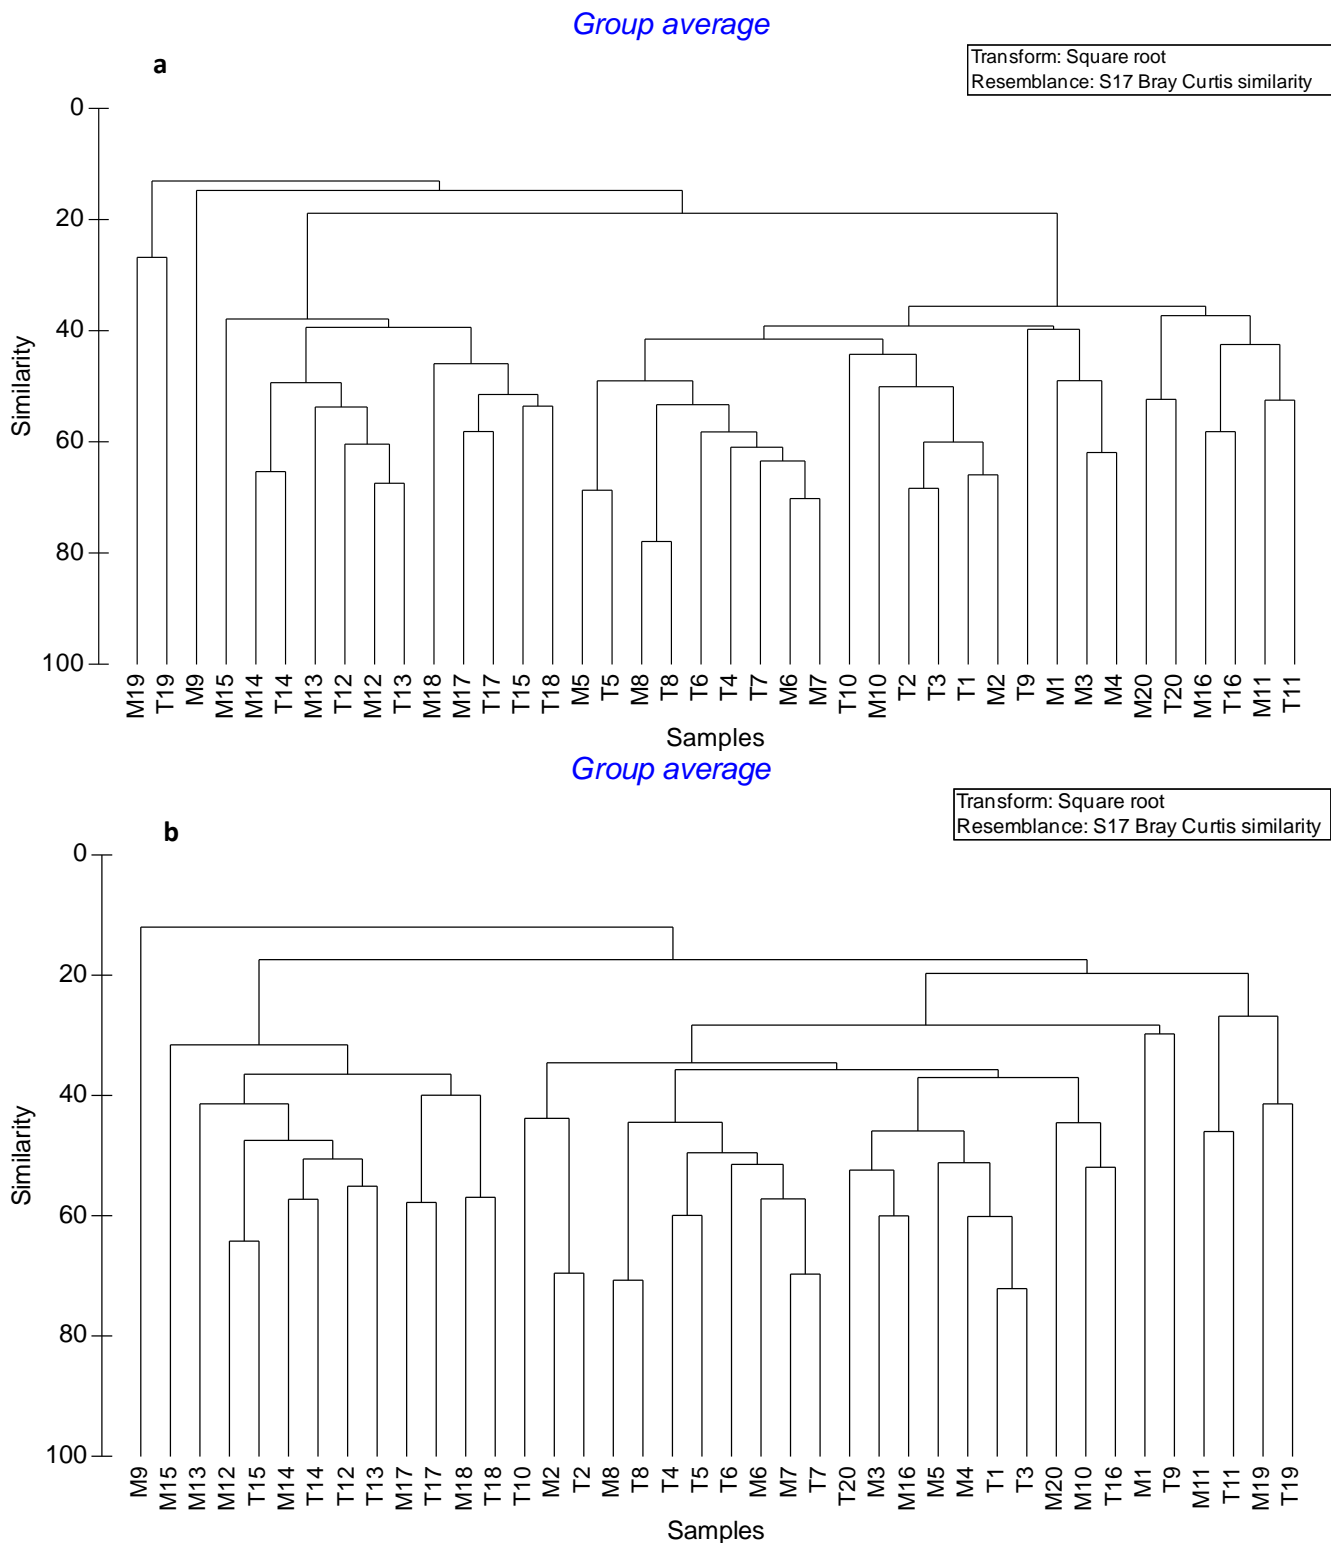 Group average
a
Transform: Square root
Resemblance: S17 Bray Curtis similarity
0
20
40
60
80
100
Similarity
M19 T19 M9 M15 M14 T14 M13 T12 M12 T13 M18 M17 T17 T15 T18 M5 T5 M8 T8 T6 T4 T7 M6 M7 T10 M10 T2 T3 T1 M2 T9 M1 M3 M4 M20 T20 M16 T16 M11 T11
Samples
Group average
b
Transform: Square root
Resemblance: S17 Bray Curtis similarity
0
20
40
60
80
100
Similarity
M9 M15 M13 M12 T15 M14 T14 T12 T13 M17 T17 M18 T18 T10 M2 T2 M8 T8 T4 T5 T6 M6 M7 T7 T20 M3 M16 M5 M4 T1 T3 M20 M10 T16 M1 T9 M11 T11 M19 T19
Samples